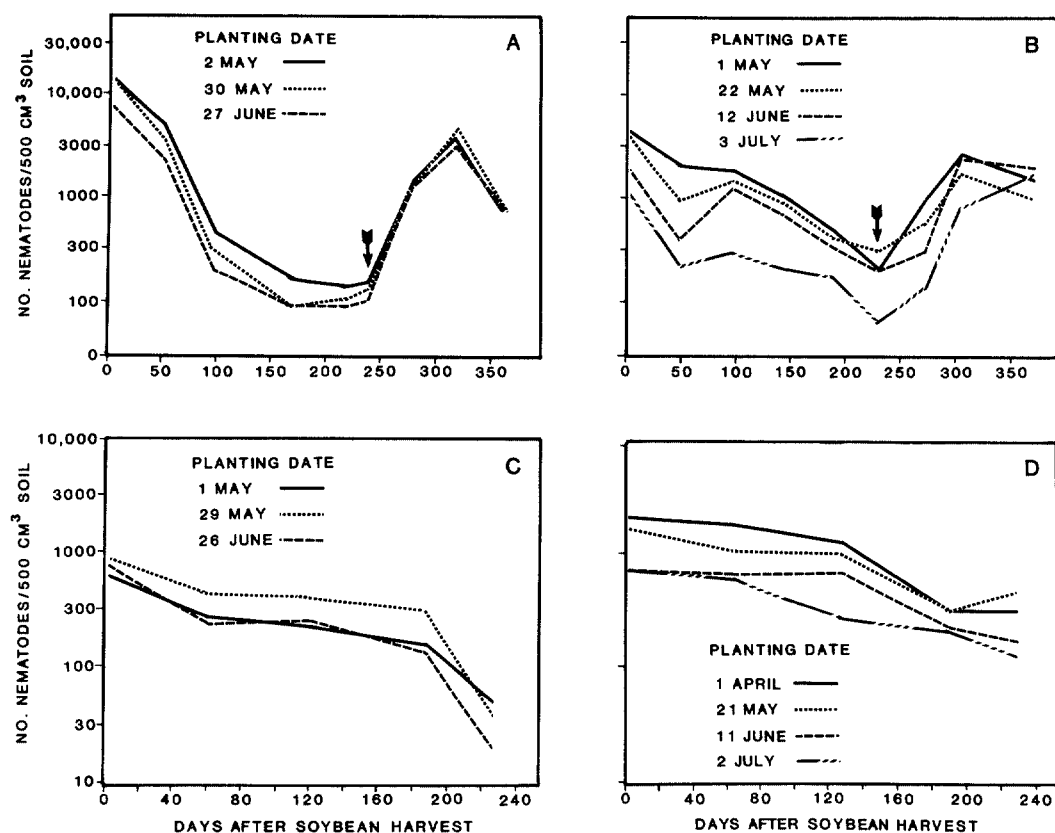 NO. NEMATODES/500 CM³ SOIL
30,000
10,000
3000
1000
300
100
0
PLANTING DATE
2 MAY
30 MAY
27 JUNE
A
0 50 100 150 200 250 300 350
PLANTING DATE
1 MAY
22 MAY
12 JUNE
3 JULY
B
0 50 100 150 200 250 300 350
NO. NEMATODES/500 CM³ SOIL
10,000
3000
1000
300
100
30
10
PLANTING DATE
1 MAY
29 MAY
26 JUNE
C
0 40 80 120 160 200 240
DAYS AFTER SOYBEAN HARVEST
D
PLANTING DATE
1 APRIL
21 MAY
11 JUNE
2 JULY
0 40 80 120 160 200 240
DAYS AFTER SOYBEAN HARVEST